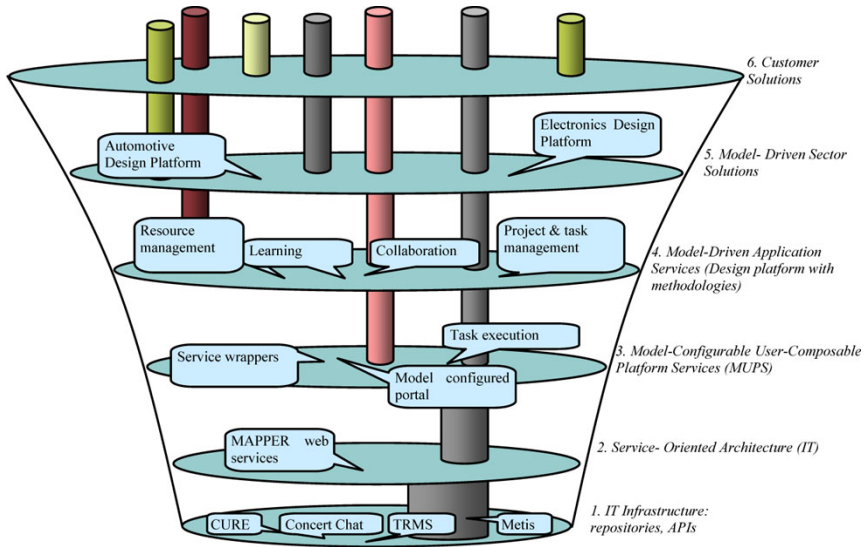 6. Customer
Solutions
Automotive
Design Platform
Electronics Design
Platform
5. Model- Driven Sector
Solutions
Resource
management
Learning
Collaboration
Project & task
management
4. Model-Driven Application
Services (Design platform with
methodologies)
Service wrappers
Model configured
portal
Task execution
3. Model-Configurable User-Composable
Platform Services (MUPS)
MAPPER web
services
2. Service- Oriented Architecture (IT)
CURE
Concert Chat
TRMS
Metis
1. IT Infrastructure:
repositories, APIs